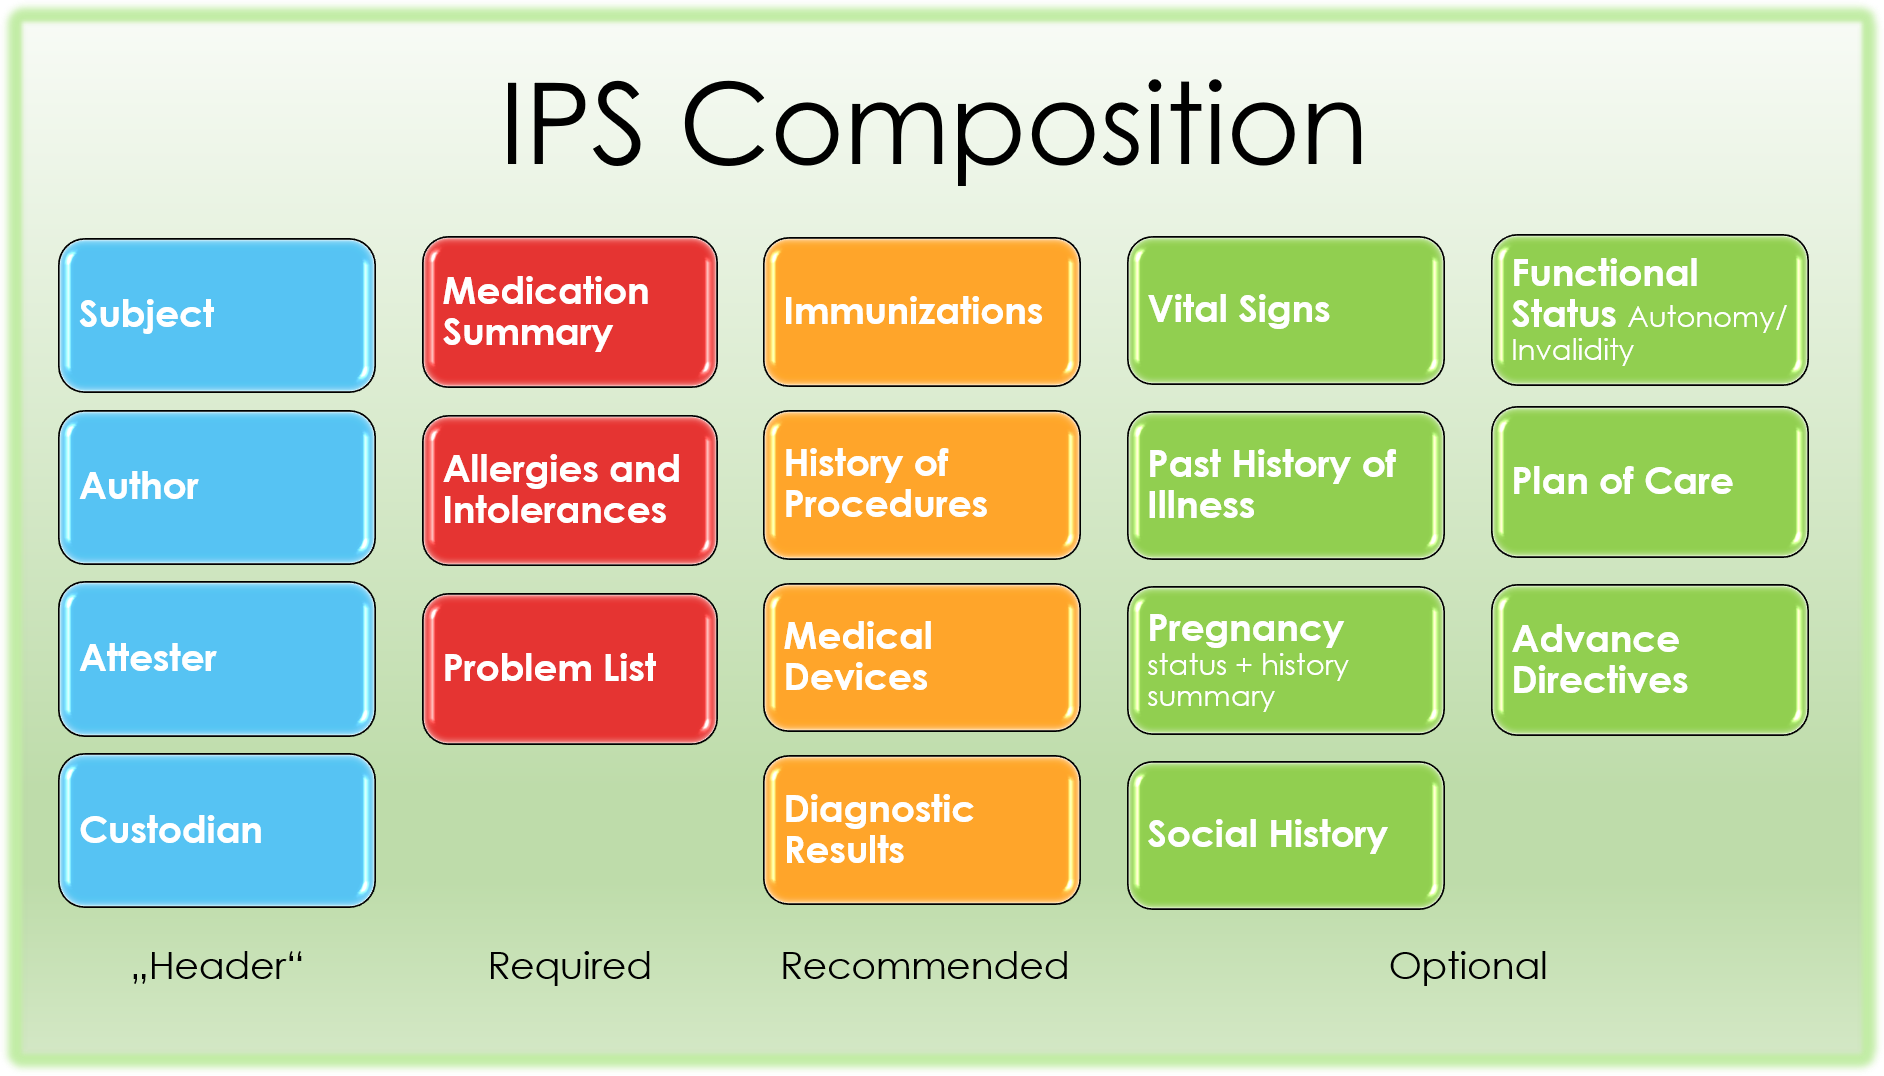 IPS Composition
Subject
Author
Attester
Custodian
„Header“
Medication
Summary
Allergies and
Intolerances
Problem List
Required
Immunizations
History of
Procedures
Medical
Devices
Diagnostic
Results
Recommended
Vital Signs
Past History of
Illness
Pregnancy
status + history
summary
Social History
Functional
Status Autonomy/
Invalidity
Plan of Care
Advance
Directives
Optional